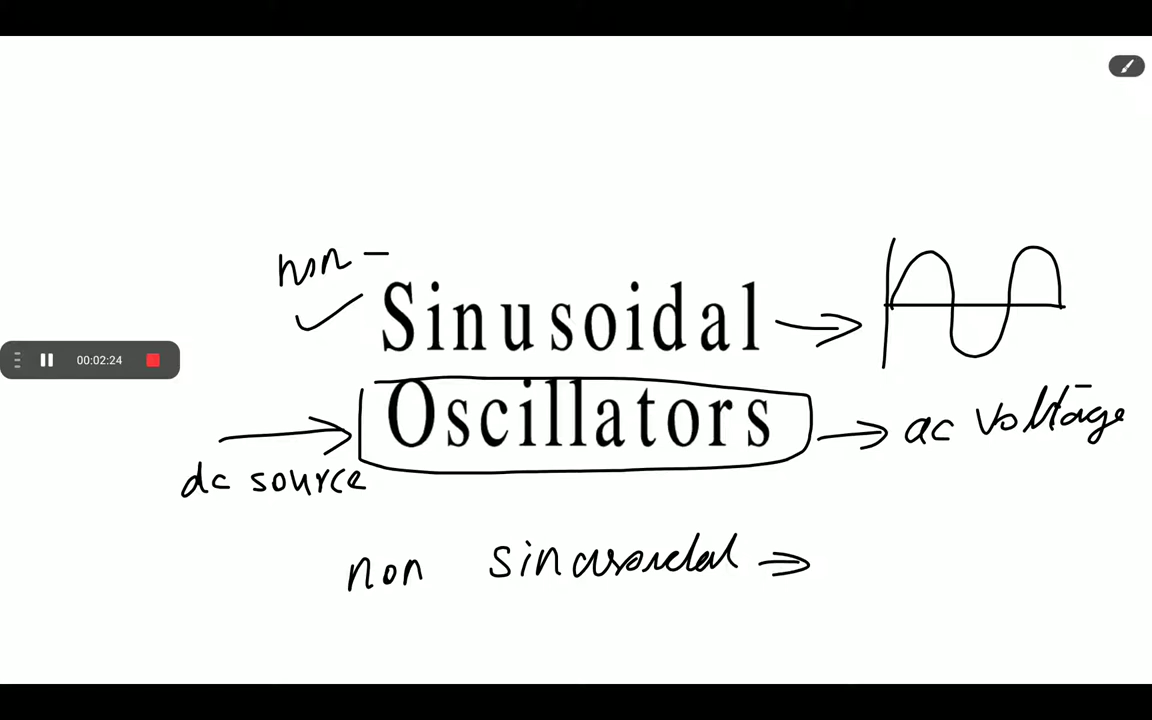 non -
Sinusoidal
00:02:24
Oscillators
ac voltage
dc source
non sinusoidal